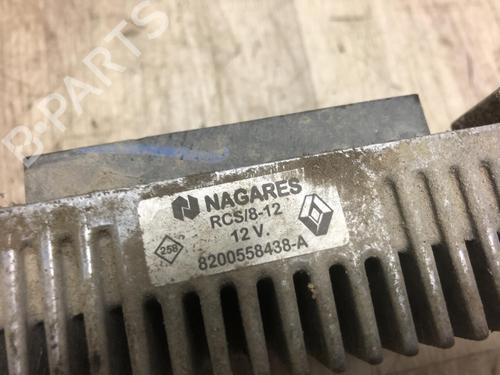 B-PARTS
NAGARES
RCS/8-12
12 V.
258
8200558438-A